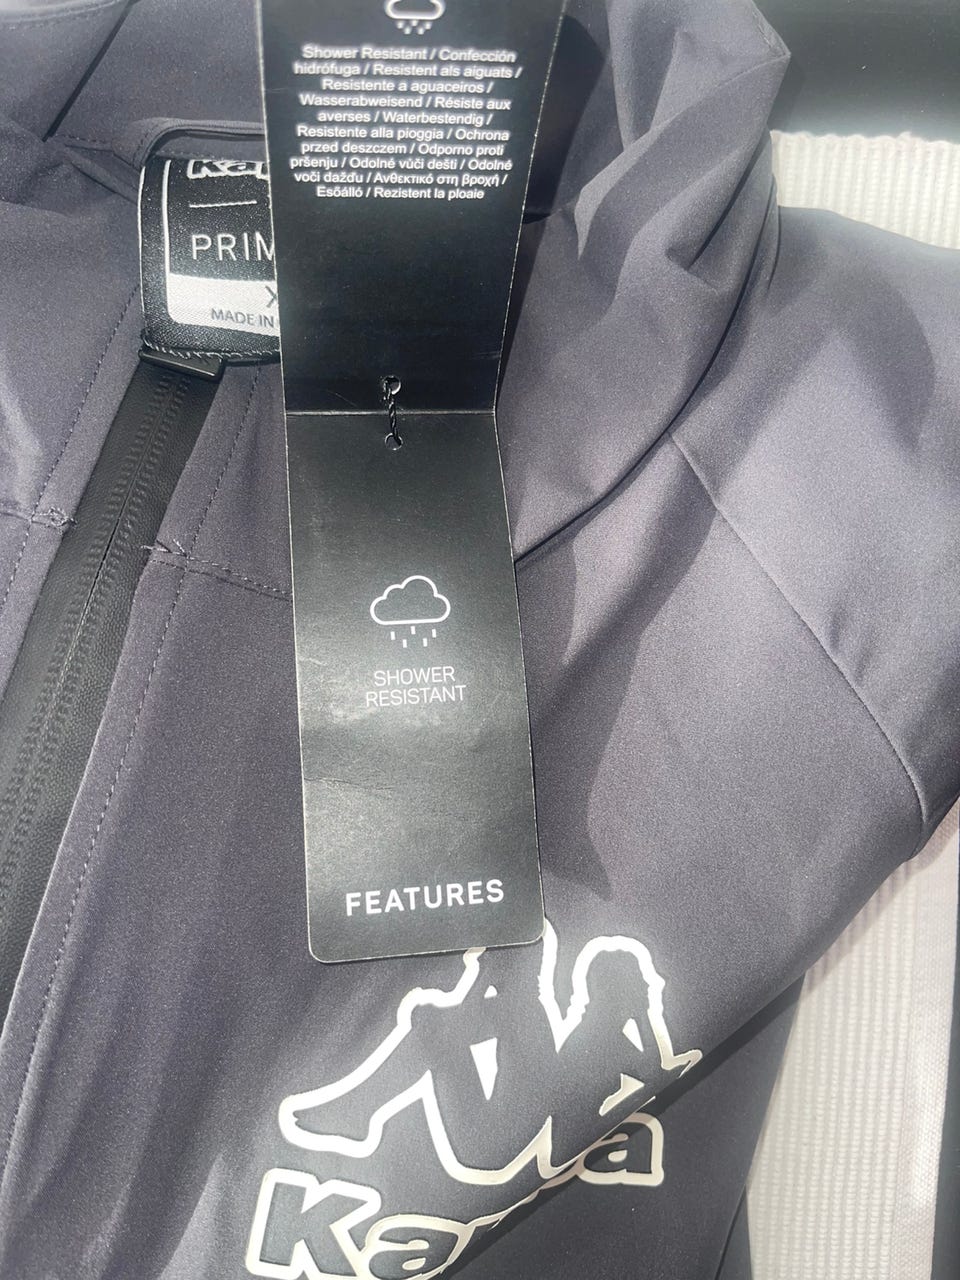 Shower Resistant / Confección
hidrófuga / Resistent als aiguats /
Resistente a aguaceiros /
Wasserabweisend / Résiste aux
averses / Waterbestendig /
Resistente alla pioggia / Ochrona
przed deszczem / Odporno proti
pršenju / Odolné vůči dešti / Odolné
voči dažďu / Ανθεκτικό στη βροχή /
Esőálló / Rezistent la ploaie
PRIM
X
MADE IN
SHOWER
RESISTANT
FEATURES
Kappa